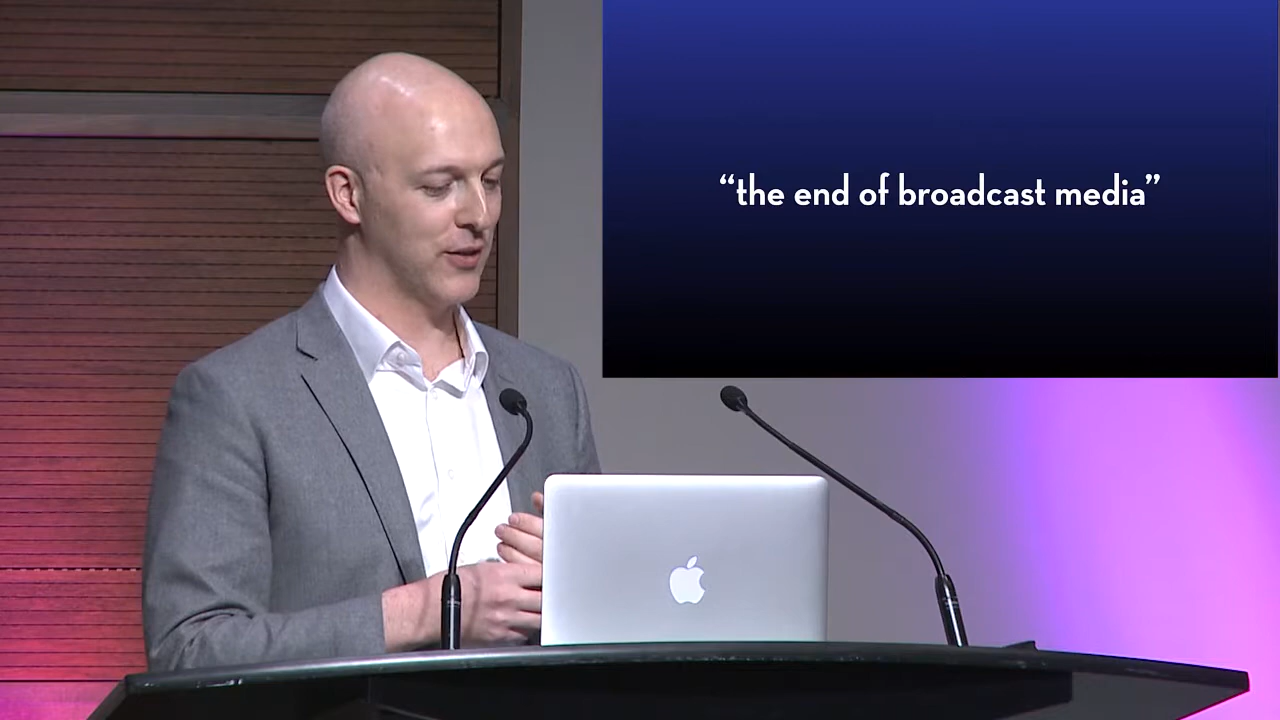 “the end of broadcast media”